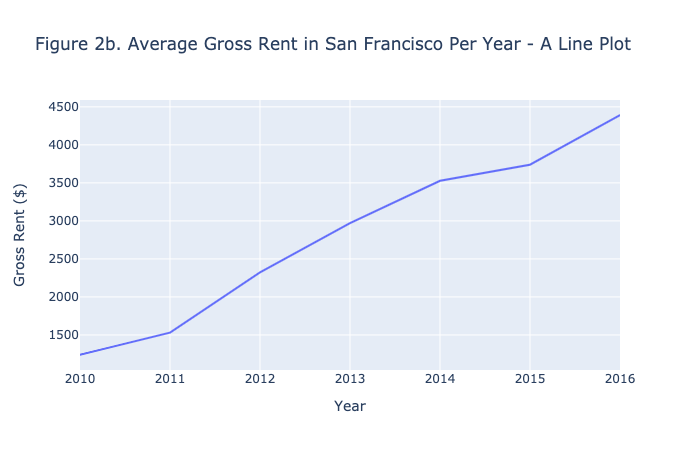 Figure 2b. Average Gross Rent in San Francisco Per Year - A Line Plot
4500
4000
3500
3000
2500
2000
1500
Gross Rent ($)
2010 2011 2012 2013 2014 2015 2016
Year